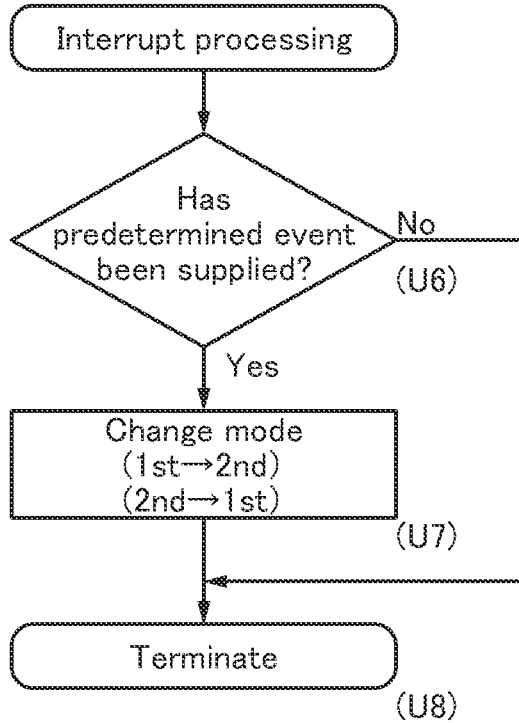 Interrupt processing
Has
predetermined event
been supplied?
No
(U6)
Yes
Change mode
(1st→2nd)
(2nd→1st)
(U7)
Terminate
(U8)